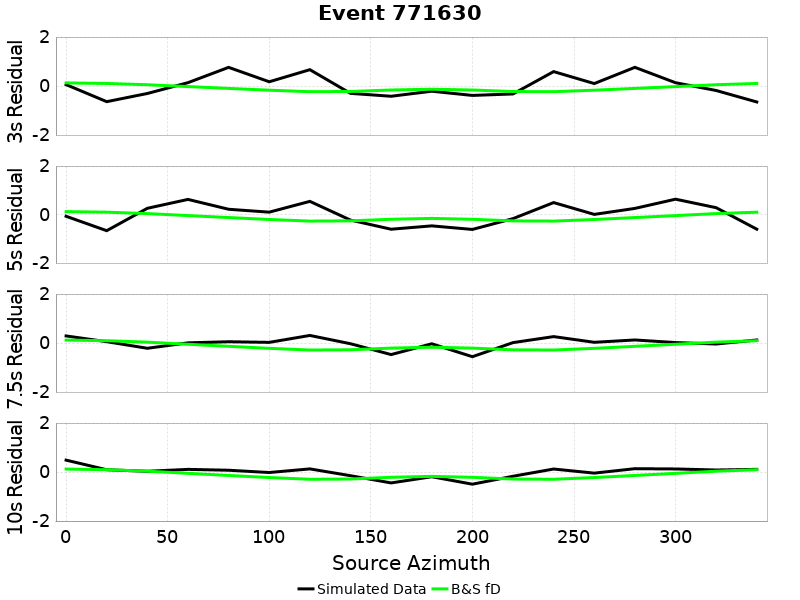 Event 771630
3s Residual
2
0
-2
5s Residual
2
0
-2
7.5s Residual
2
0
-2
10s Residual
2
0
-2
0 50 100 150 200 250 300
Source Azimuth
Simulated Data B&S fD